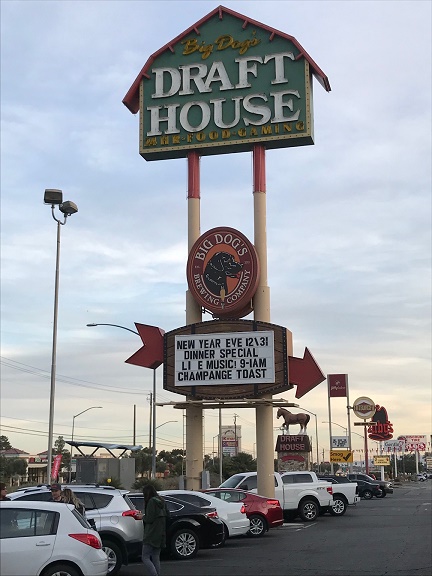 Big Dog's
DRAFT
HOUSE
BAR·FOOD·GAMING
BIG DOG'S
BREWING COMPANY
NEW YEAR EVE 12\31
DINNER SPECIAL
LI E MUSIC! 9-1AM
CHAMPANGE TOAST
DRAFT
HOUSE